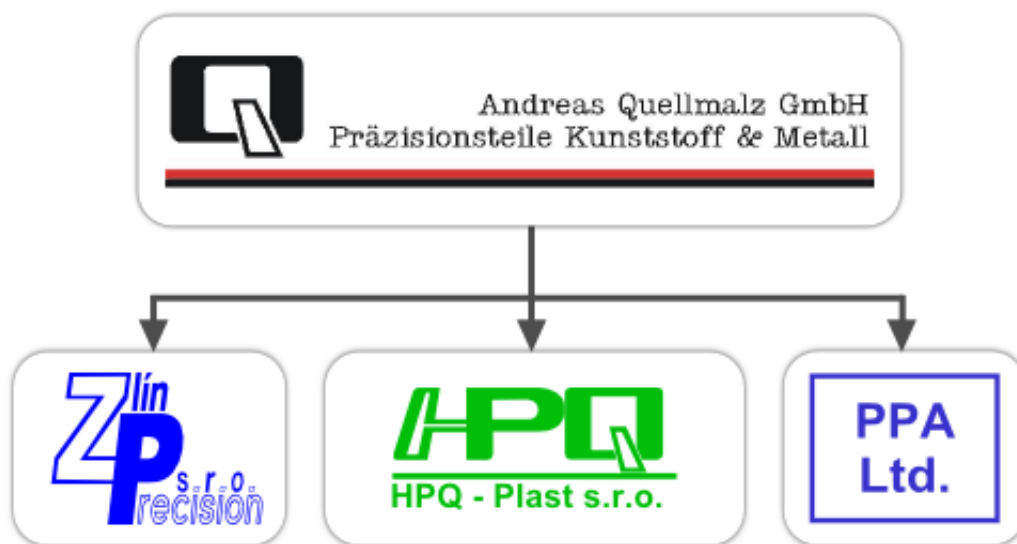 Q
Andreas Quellmalz GmbH
Präzisionsteile Kunststoff & Metall
Zlín
Precision
s.r.o.
HPQ
HPQ - Plast s.r.o.
PPA
Ltd.